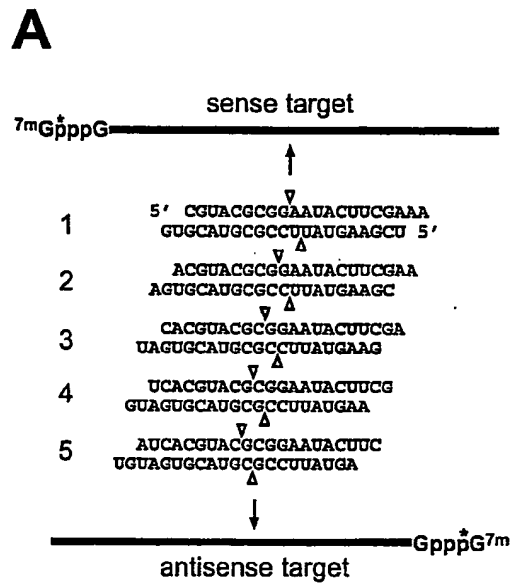 A
sense target
7mGpppG
5' CGUACGCGGAAUACUUCGAAA
1
GUGCAUGCGCCUUAUGAAGCU 5'
ACGUACGCGGAAUACUUCGAA
2
AGUGCAUGCGCCUUAUGAAGC
CACGUACGCGGAAUACUUCGA
3
UAGUGCAUGCGCCUUAUGAAG
UCACGUACGCGGAAUACUUCG
4
GUAGUGCAUGCGCCUUAUGAA
AUCACGUACGCGGAAUACUUC
5
UGUAGUGCAUGCGCCUUAUGA
GpppG7m
antisense target